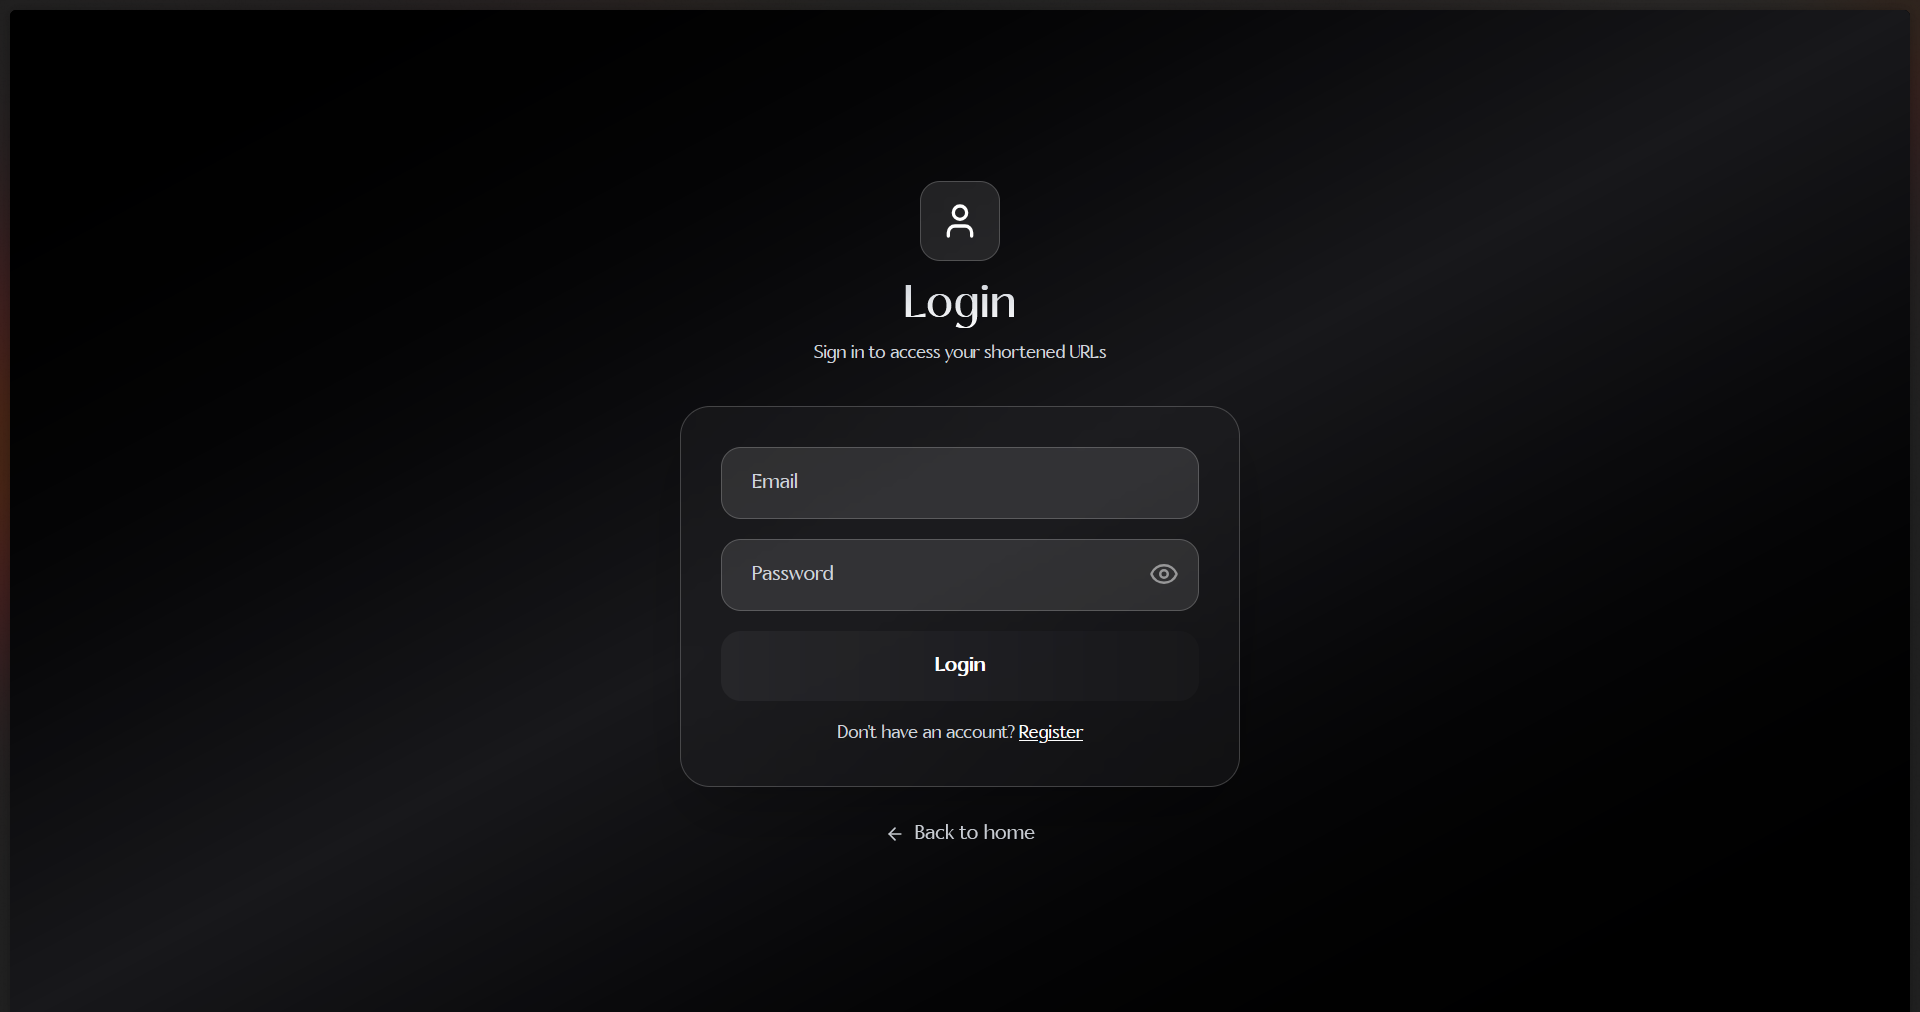 Login
Sign in to access your shortened URLs
Email
Password
Login
Don't have an account? Register
Back to home